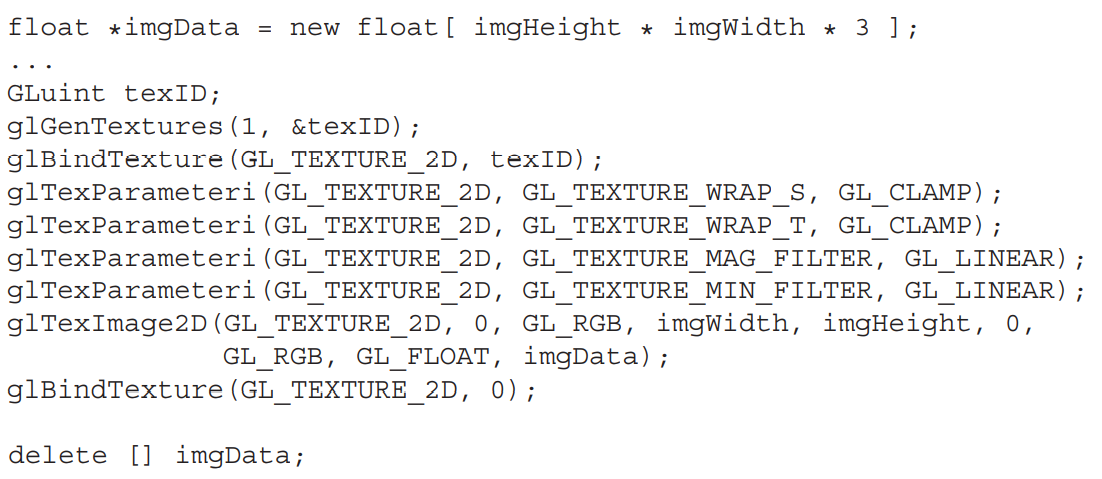 float *imgData = new float[ imgHeight * imgWidth * 3 ];
...
GLuint texID;
glGenTextures(1, &texID);
glBindTexture(GL_TEXTURE_2D, texID);
glTexParameteri(GL_TEXTURE_2D, GL_TEXTURE_WRAP_S, GL_CLAMP);
glTexParameteri(GL_TEXTURE_2D, GL_TEXTURE_WRAP_T, GL_CLAMP);
glTexParameteri(GL_TEXTURE_2D, GL_TEXTURE_MAG_FILTER, GL_LINEAR);
glTexParameteri(GL_TEXTURE_2D, GL_TEXTURE_MIN_FILTER, GL_LINEAR);
glTexImage2D(GL_TEXTURE_2D, 0, GL_RGB, imgWidth, imgHeight, 0,
             GL_RGB, GL_FLOAT, imgData);
glBindTexture(GL_TEXTURE_2D, 0);

delete [] imgData;